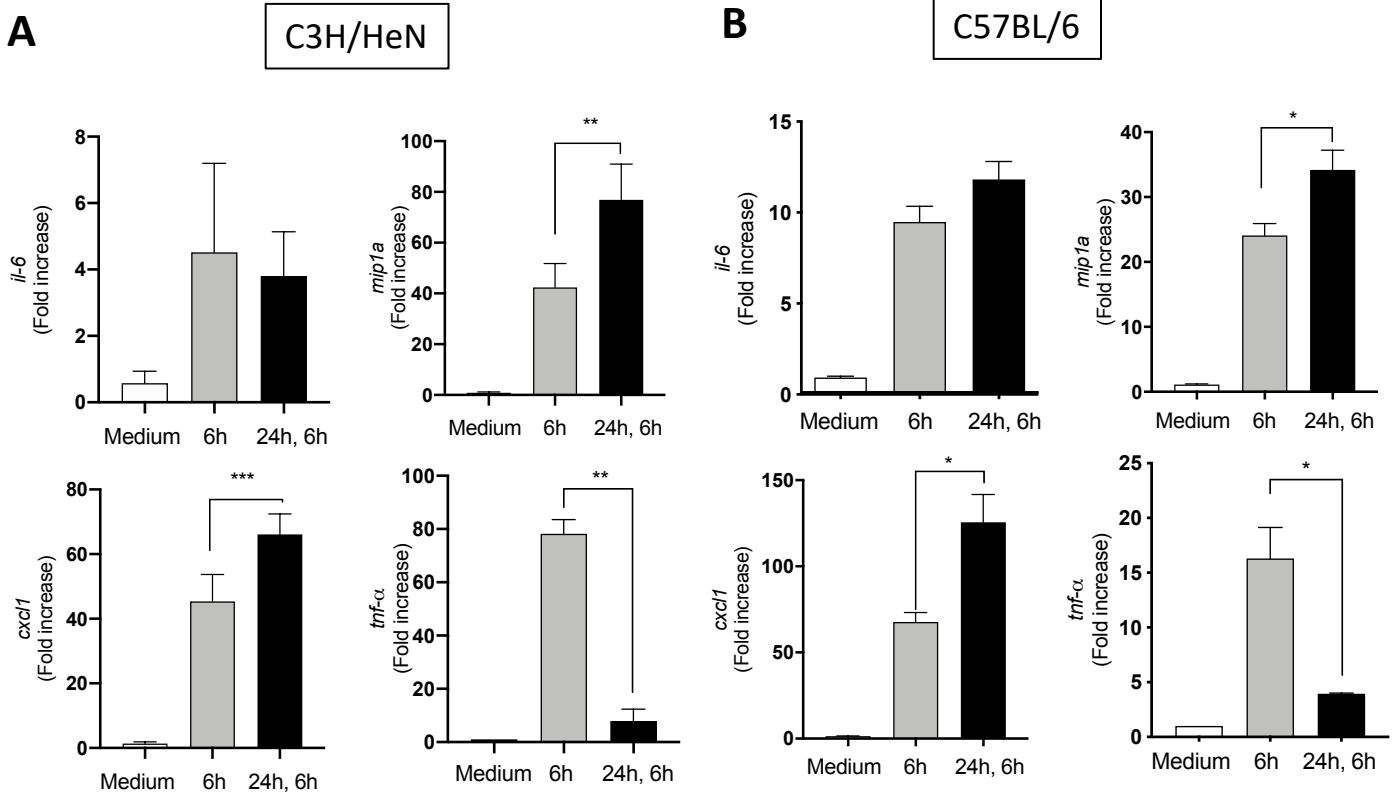 A
C3H/HeN
B
C57BL/6
il-6
(Fold increase)
8
6
4
2
0
Medium 6h 24h, 6h
mip1a
(Fold increase)
100
80
60
40
20
0
**
Medium 6h 24h, 6h
il-6
(Fold increase)
15
10
5
0
Medium 6h 24h, 6h
mip1a
(Fold increase)
40
30
20
10
0
*
Medium 6h 24h, 6h
cxcl1
(Fold increase)
80
60
40
20
0
***
Medium 6h 24h, 6h
tnf-α
(Fold increase)
100
80
60
40
20
0
**
Medium 6h 24h, 6h
cxcl1
(Fold increase)
150
100
50
0
*
Medium 6h 24h, 6h
tnf-α
(Fold increase)
25
20
15
10
5
0
*
Medium 6h 24h, 6h